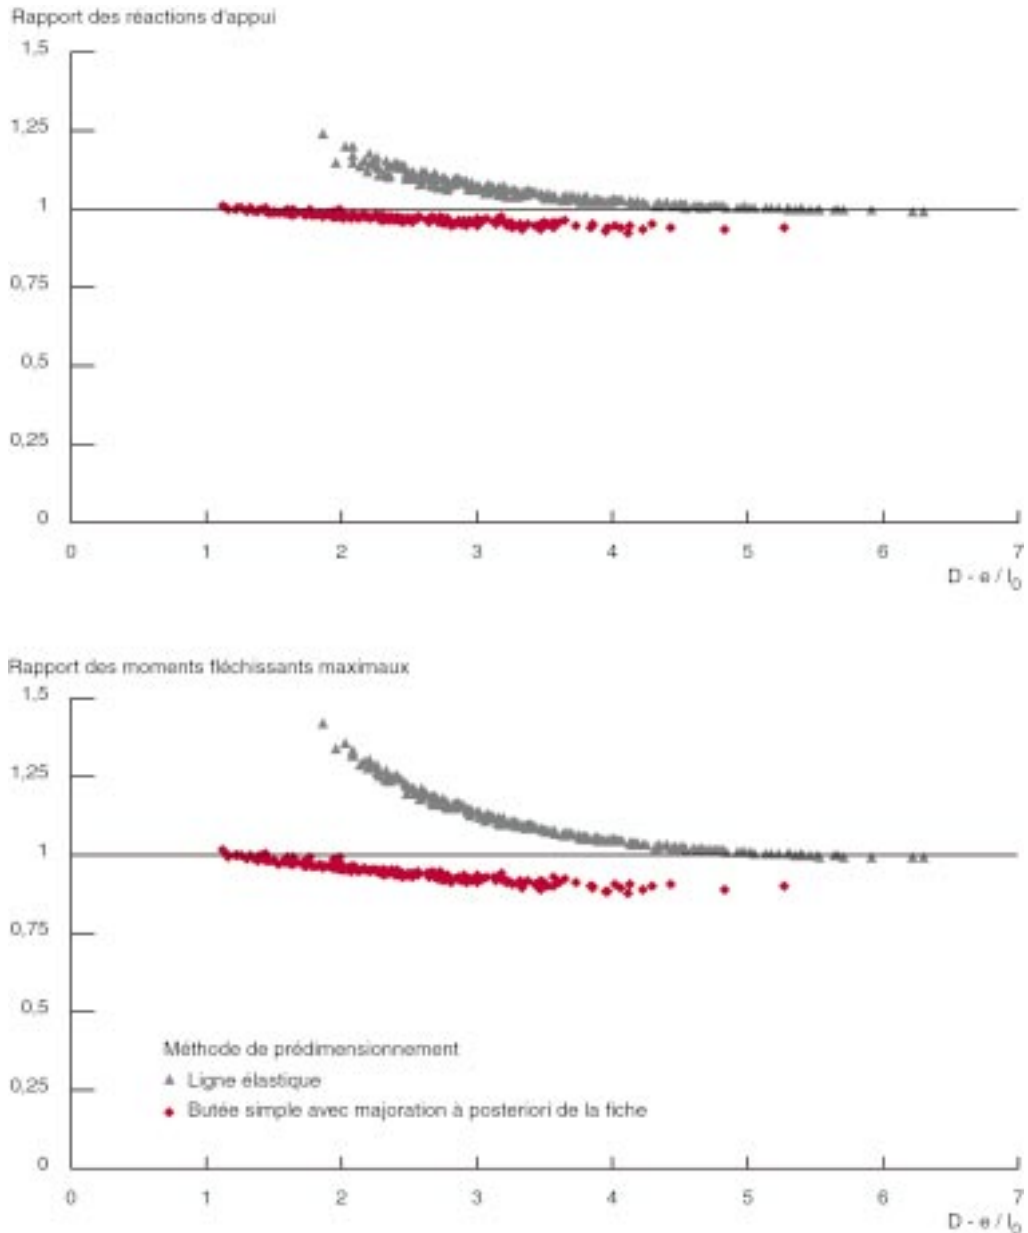 Rapport des réactions d'appui
1,5
1,25
1
0,75
0,5
0,25
0
0 1 2 3 4 5 6 7
D - e / l0
Rapport des moments fléchissants maximaux
1,5
1,25
1
0,75
0,5
Méthode de prédimensionnement
0,25
Ligne élastique
Butée simple avec majoration à posteriori de la fiche
0
0 1 2 3 4 5 6 7
D - e / l0